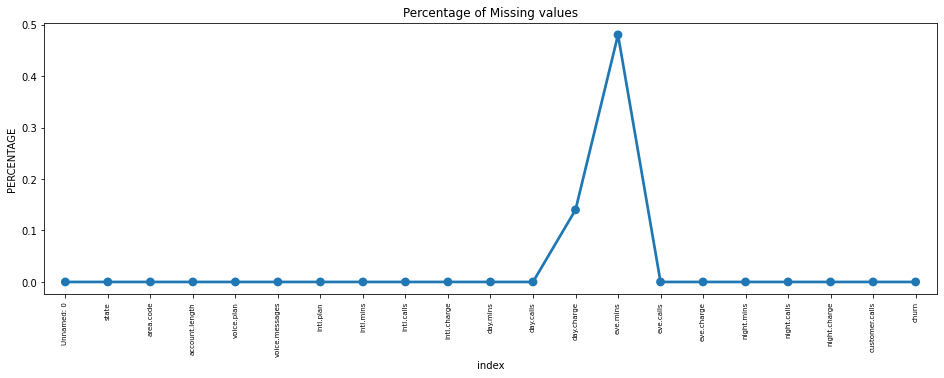 Percentage of Missing values
PERCENTAGE
0.5
0.4
0.3
0.2
0.1
0.0
Unnamed: 0
state
area.code
account.length
voice.plan
voice.messages
intl.plan
intl.mins
intl.calls
intl.charge
day.mins
day.calls
day.charge
eve.mins
eve.calls
eve.charge
night.mins
night.calls
night.charge
customer.calls
churn
index